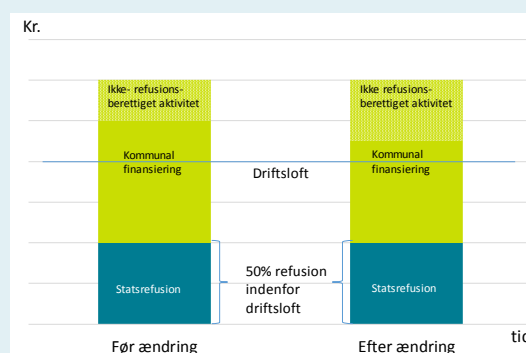 Kr.
Ikke- refusions-
berettiget aktivitet
Ikke refusions-
berettiget aktivitet
Kommunal
finansiering
Kommunal
finansiering
Driftsloft
50% refusion
indenfor
driftsloft
Statsrefusion
Statsrefusion
Før ændring
Efter ændring